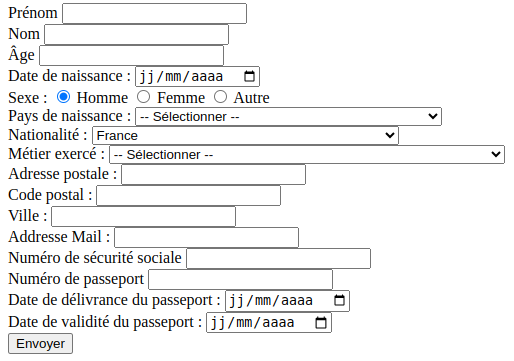 Prénom
Nom
Âge
Date de naissance : jj/mm/aaaa
Sexe : Homme Femme Autre
Pays de naissance : -- Sélectionner --
Nationalité : France
Métier exercé : -- Sélectionner --
Adresse postale :
Code postal :
Ville :
Addresse Mail :
Numéro de sécurité sociale
Numéro de passeport
Date de délivrance du passeport : jj/mm/aaaa
Date de validité du passeport : jj/mm/aaaa
Envoyer